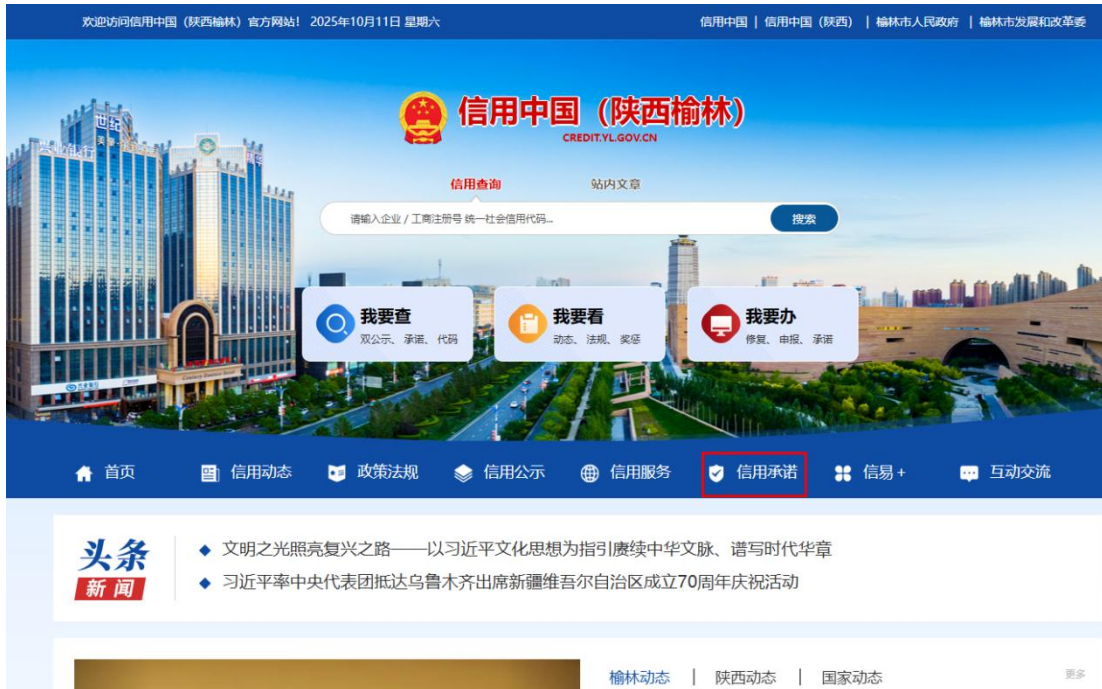 欢迎访问信用中国（陕西榆林）官方网站！ 2025年10月11日 星期六
信用中国 | 信用中国（陕西） | 榆林市人民政府 | 榆林市发展和改革委
信用中国（陕西榆林）
CREDIT.YL.GOV.CN
信用查询 站内文章
请输入企业 / 工商注册号 统一社会信用代码... 搜索
世纪
兴业银行
我要查 我要看 我要办
双公示、承诺、代码 动态、法规、奖惩 修复、申报、承诺
首页 信用动态 政策法规 信用公示 信用服务 信用承诺 信易 + 互动交流
头条
新闻
◆ 文明之光照亮复兴之路——以习近平文化思想为指引赓续中华文脉、谱写时代华章
◆ 习近平率中央代表团抵达乌鲁木齐出席新疆维吾尔自治区成立70周年庆祝活动
榆林动态 | 陕西动态 | 国家动态 更多